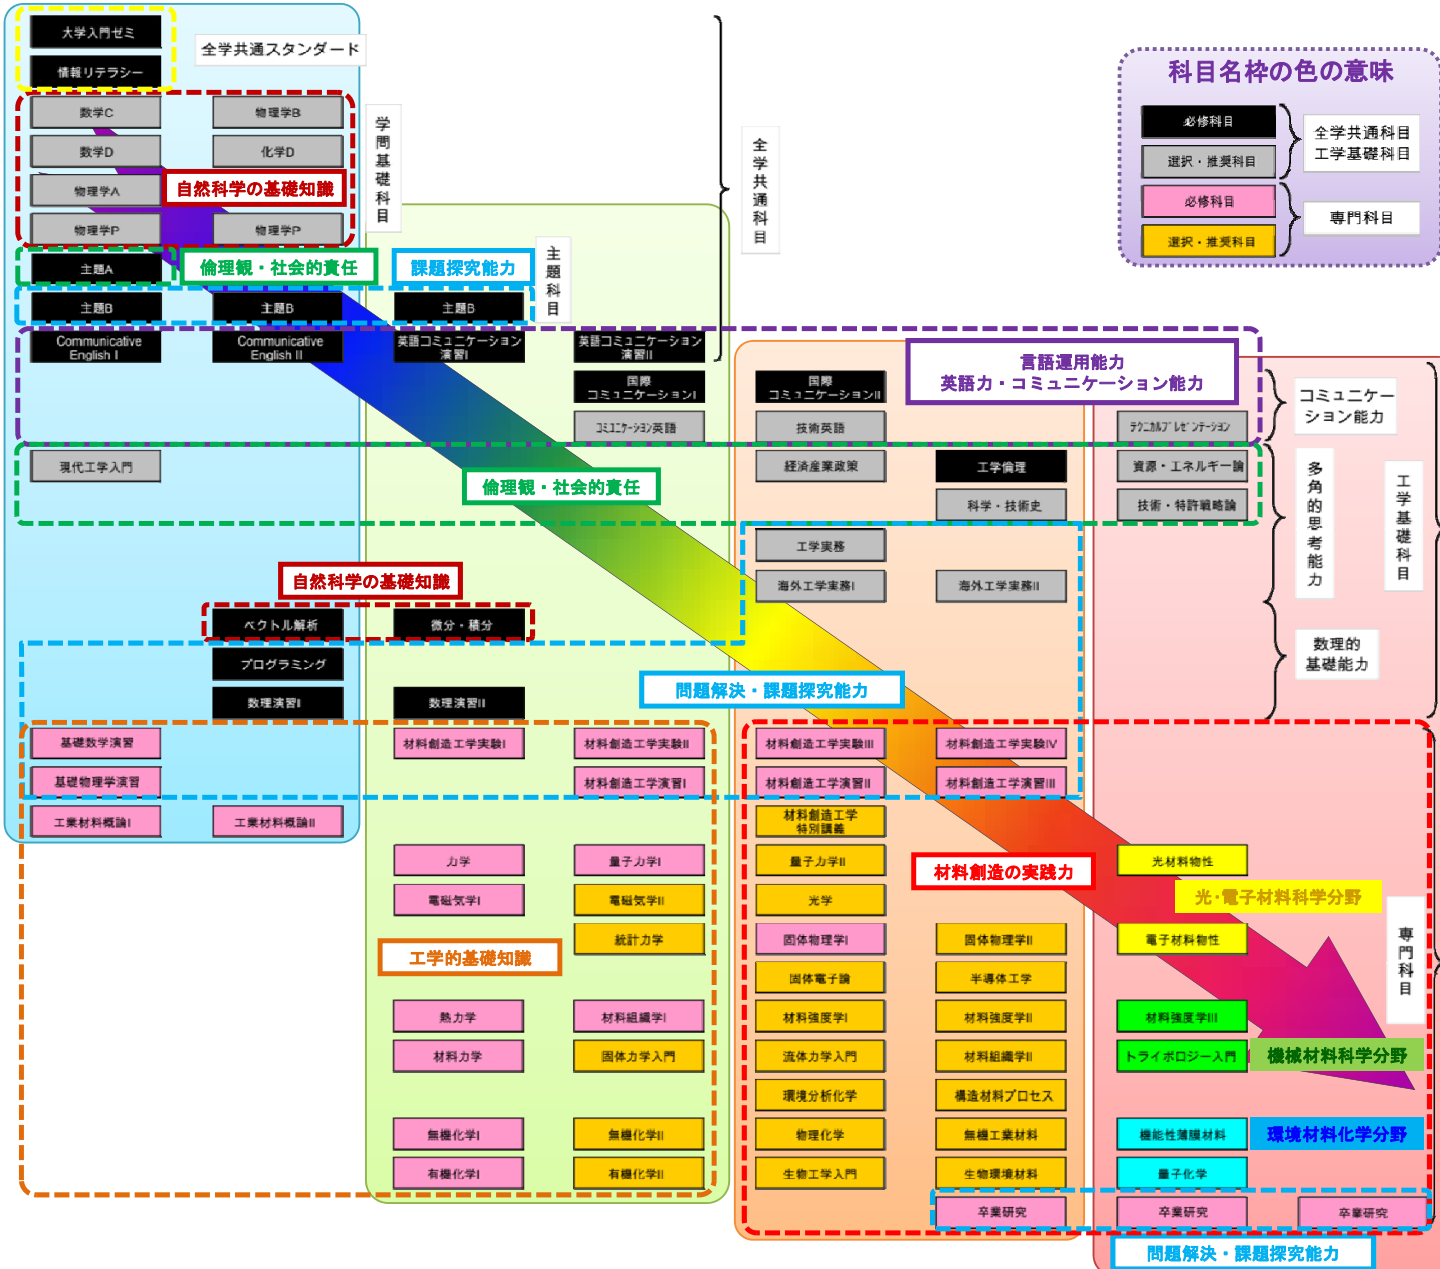 大学入門ゼミ
全学共通スタンダード
情報リテラシー
科目名枠の色の意味
必修科目
選択・推奨科目
全学共通科目
工学基礎科目
必修科目
選択・推奨科目
専門科目
数学C
物理学B
数学D
化学D
物理学A
自然科学の基礎知識
物理学P
物理学P
学問基礎科目
全学共通科目
主題A
倫理観・社会的責任
課題探究能力
主題科目
主題B
主題B
主題B
Communicative
English I
Communicative
English II
英語コミュニケーション
演習I
英語コミュニケーション
演習II
言語運用能力
英語力・コミュニケーション能力
国際
コミュニケーションI
国際
コミュニケーションII
コミュニケーション英語
技術英語
テクニカルプレゼンテーション
コミュニケー
ション能力
現代工学入門
倫理観・社会的責任
経済産業政策
工学倫理
資源・エネルギー論
科学・技術史
技術・特許戦略論
多角的思考能力
工学基礎科目
工学実務
海外工学実務I
海外工学実務II
自然科学の基礎知識
ベクトル解析
微分・積分
プログラミング
数理的
基礎能力
数理演習I
数理演習II
問題解決・課題探究能力
基礎数学演習
材料創造工学実験I
材料創造工学実験II
材料創造工学実験III
材料創造工学実験IV
基礎物理学演習
材料創造工学演習I
材料創造工学演習II
材料創造工学演習III
工業材料概論I
工業材料概論II
材料創造工学
特別講義
力学
量子力学I
量子力学II
材料創造の実践力
光材料物性
電磁気学I
電磁気学II
光学
光・電子材料科学分野
統計力学
固体物理学I
固体物理学II
電子材料物性
専門科目
工学的基礎知識
固体電子論
半導体工学
熱力学
材料組織学I
材料強度学I
材料強度学II
材料強度学III
材料力学
固体力学入門
流体力学入門
材料組織学II
トライボロジー入門
機械材料科学分野
環境分析化学
構造材料プロセス
無機化学I
無機化学II
物理化学
無機工業材料
機能性薄膜材料
環境材料化学分野
有機化学I
有機化学II
生物工学入門
生物環境材料
量子化学
卒業研究
卒業研究
卒業研究
問題解決・課題探究能力